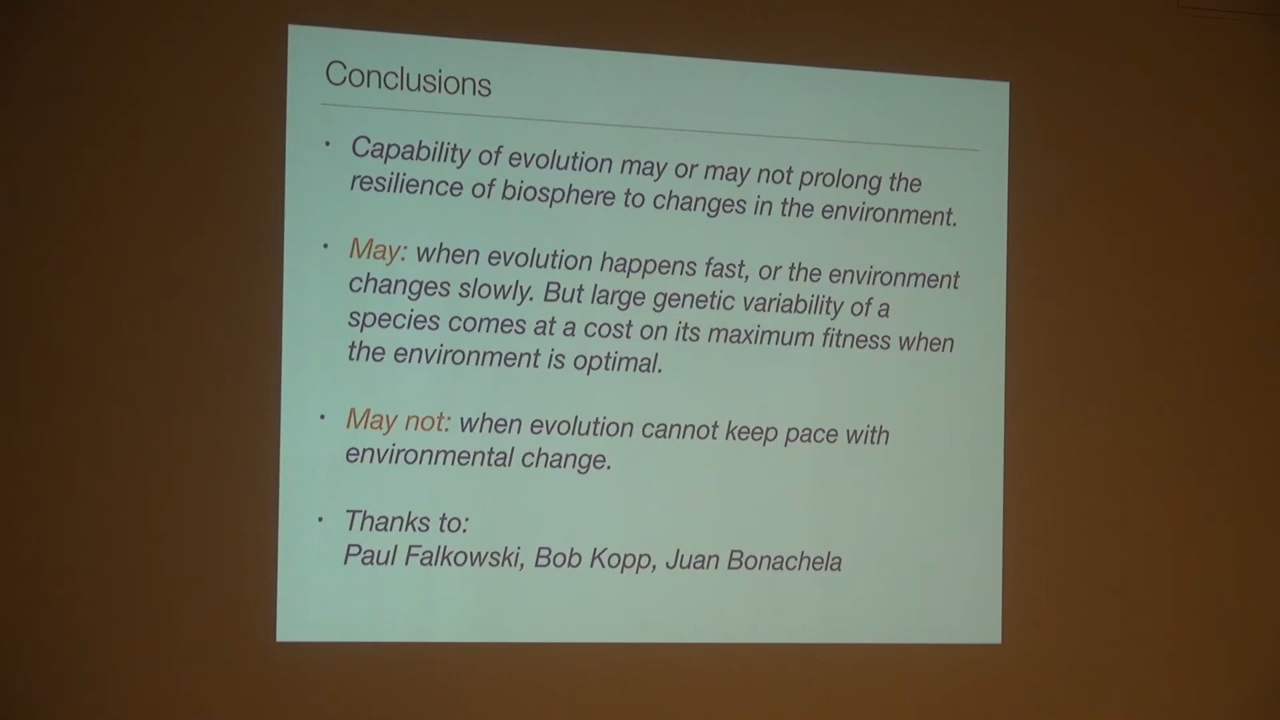 Conclusions
• Capability of evolution may or may not prolong the
resilience of biosphere to changes in the environment.
• May: when evolution happens fast, or the environment
changes slowly. But large genetic variability of a
species comes at a cost on its maximum fitness when
the environment is optimal.
• May not: when evolution cannot keep pace with
environmental change.
• Thanks to:
Paul Falkowski, Bob Kopp, Juan Bonachela